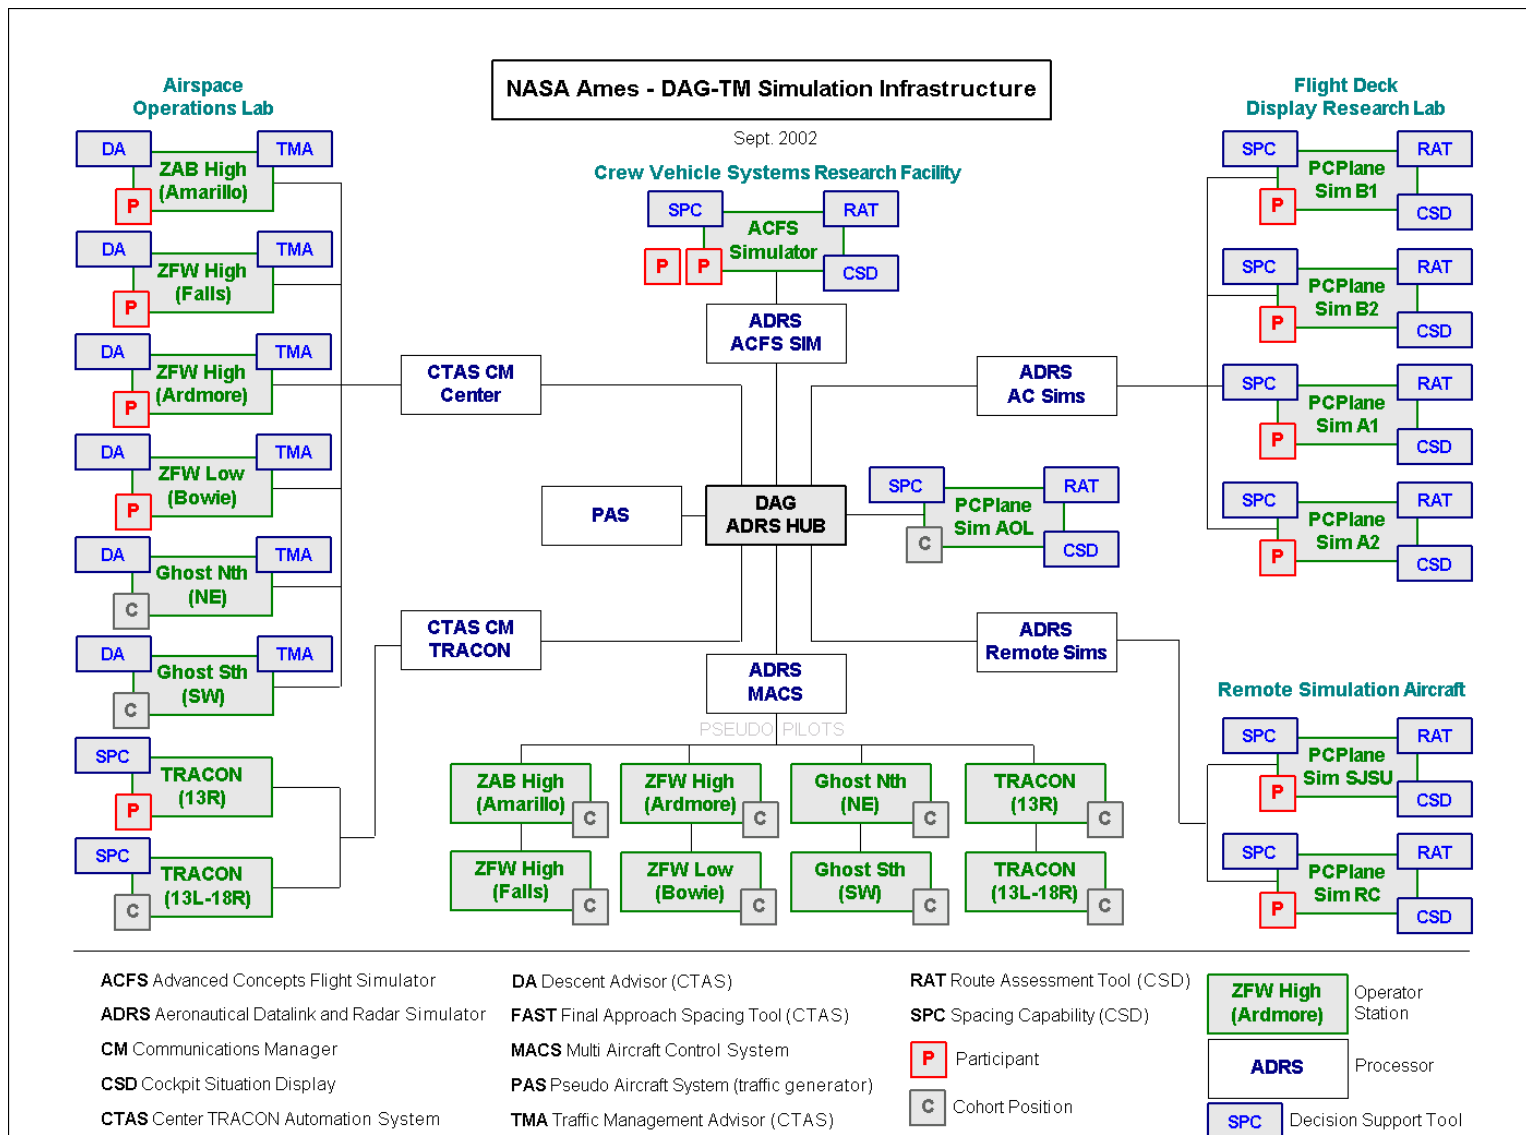 NASA Ames - DAG-TM Simulation Infrastructure
Sept. 2002
Airspace
Operations Lab
DA
TMA
ZAB High
(Amarillo)
P
DA
TMA
ZFW High
(Falls)
P
DA
TMA
ZFW High
(Ardmore)
P
DA
TMA
ZFW Low
(Bowie)
P
DA
TMA
Ghost Nth
(NE)
C
DA
TMA
Ghost Sth
(SW)
C
SPC
TRACON
(13R)
P
SPC
TRACON
(13L-18R)
C
Crew Vehicle Systems Research Facility
SPC
RAT
ACFS
Simulator
P
P
CSD
ADRS
ACFS SIM
CTAS CM
Center
ADRS
AC Sims
PAS
DAG
ADRS HUB
SPC
RAT
PCPlane
Sim AOL
C
CSD
CTAS CM
TRACON
ADRS
MACS
ADRS
Remote Sims
PSEUDO PILOTS
ZAB High
(Amarillo)
C
ZFW High
(Ardmore)
C
Ghost Nth
(NE)
C
TRACON
(13R)
C
ZFW High
(Falls)
C
ZFW Low
(Bowie)
C
Ghost Sth
(SW)
C
TRACON
(13L-18R)
C
Flight Deck
Display Research Lab
SPC
RAT
PCPlane
Sim B1
P
CSD
SPC
RAT
PCPlane
Sim B2
P
CSD
SPC
RAT
PCPlane
Sim A1
P
CSD
SPC
RAT
PCPlane
Sim A2
P
CSD
Remote Simulation Aircraft
SPC
RAT
PCPlane
Sim SJSU
P
CSD
SPC
RAT
PCPlane
Sim RC
P
CSD
ACFS Advanced Concepts Flight Simulator
ADRS Aeronautical Datalink and Radar Simulator
CM Communications Manager
CSD Cockpit Situation Display
CTAS Center TRACON Automation System
DA Descent Advisor (CTAS)
FAST Final Approach Spacing Tool (CTAS)
MACS Multi Aircraft Control System
PAS Pseudo Aircraft System (traffic generator)
TMA Traffic Management Advisor (CTAS)
RAT Route Assessment Tool (CSD)
SPC Spacing Capability (CSD)
P Participant
C Cohort Position
ZFW High
(Ardmore)
Operator
Station
ADRS
Processor
SPC
Decision Support Tool